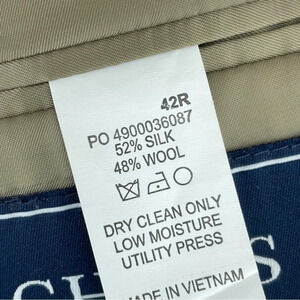 42R
PO 4900036087
52% SILK
48% WOOL
DRY CLEAN ONLY
LOW MOISTURE
UTILITY PRESS
MADE IN VIETNAM